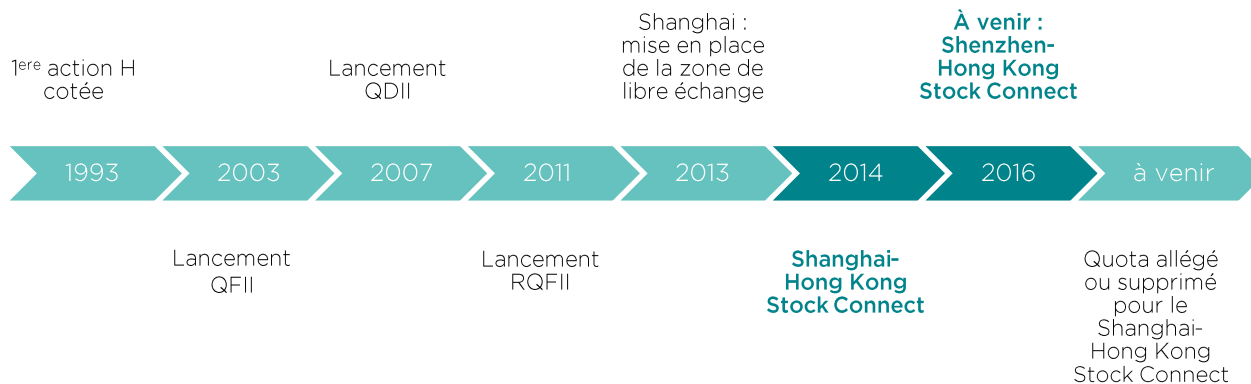 1ere action H
cotée
Lancement
QDII
Shanghai :
mise en place
de la zone de
libre échange
À venir :
Shenzhen-
Hong Kong
Stock Connect
1993
2003
2007
2011
2013
2014
2016
à venir
Lancement
QFII
Lancement
RQFII
Shanghai-
Hong Kong
Stock Connect
Quota allégé
ou supprimé
pour le
Shanghai-
Hong Kong
Stock Connect